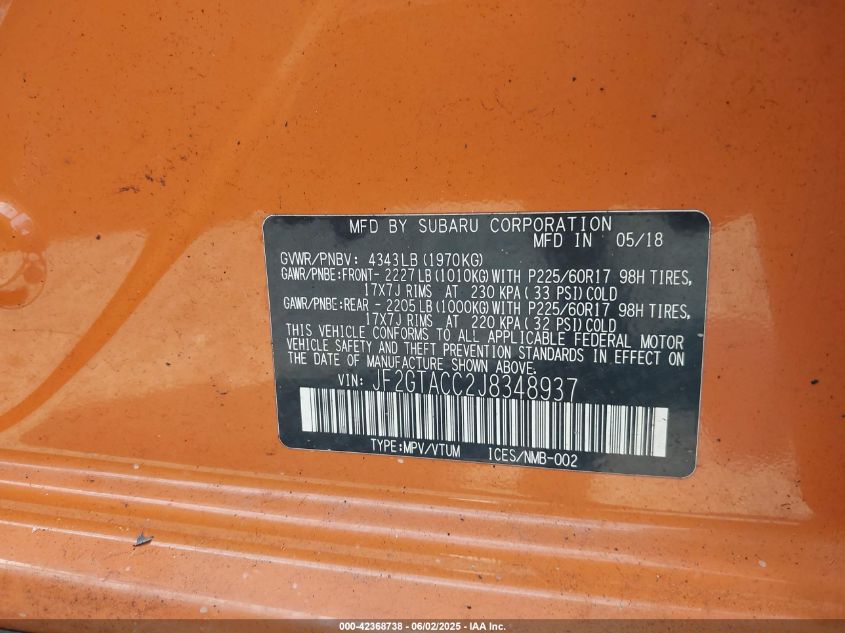 MFD BY SUBARU CORPORATION
MFD IN 05/18
GVWR/PNBV: 4343LB(1970KG)
GAWR/PNBE:FRONT- 2227LB(1010KG)WITH P225/60R17 98H TIRES,
17X7J RIMS AT 230 KPA(33 PSI)COLD
GAWR/PNBE:REAR - 2205LB(1000KG)WITH P225/60R17 98H TIRES,
17X7J RIMS AT 220 KPA(32 PSI)COLD
THIS VEHICLE CONFORMS TO ALL APPLICABLE FEDERAL MOTOR
VEHICLE SAFETY AND THEFT PREVENTION STANDARDS IN EFFECT ON
THE DATE OF MANUFACTURE SHOWN ABOVE.
VIN: JF2GTACC2J8348937
TYPE:MPV/VTUM ICES/NMB-002
000-42368738 - 06/02/2025 - IAA Inc.